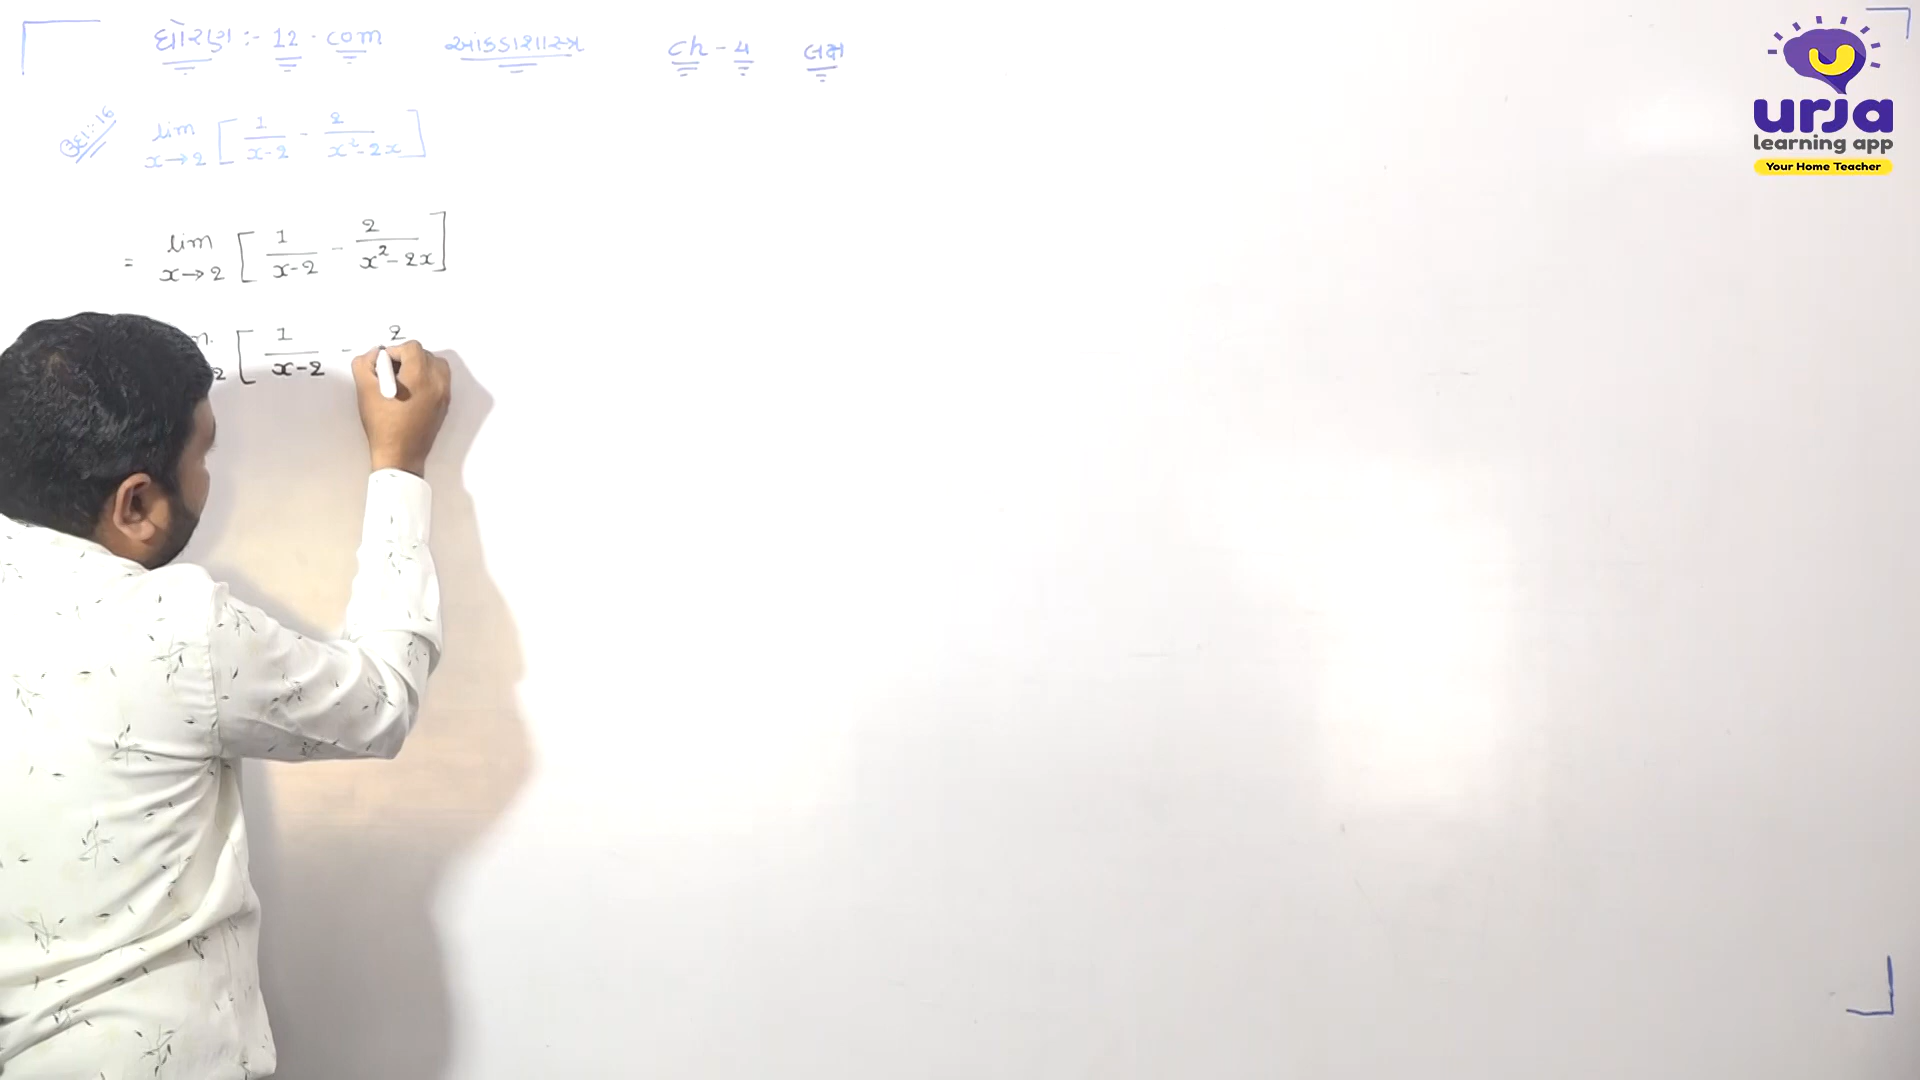 ધોરણ :- 12 · com આંકડાશાસ્ત્ર ch - 4 લક્ષ
ઉદા:-16 lim x→2 [ 1/(x-2) - 2/(x²-2x) ]
= lim x→2 [ 1/(x-2) - 2/(x²-2x) ]
[ 1/(x-2) - 2
urja
learning app
Your Home Teacher